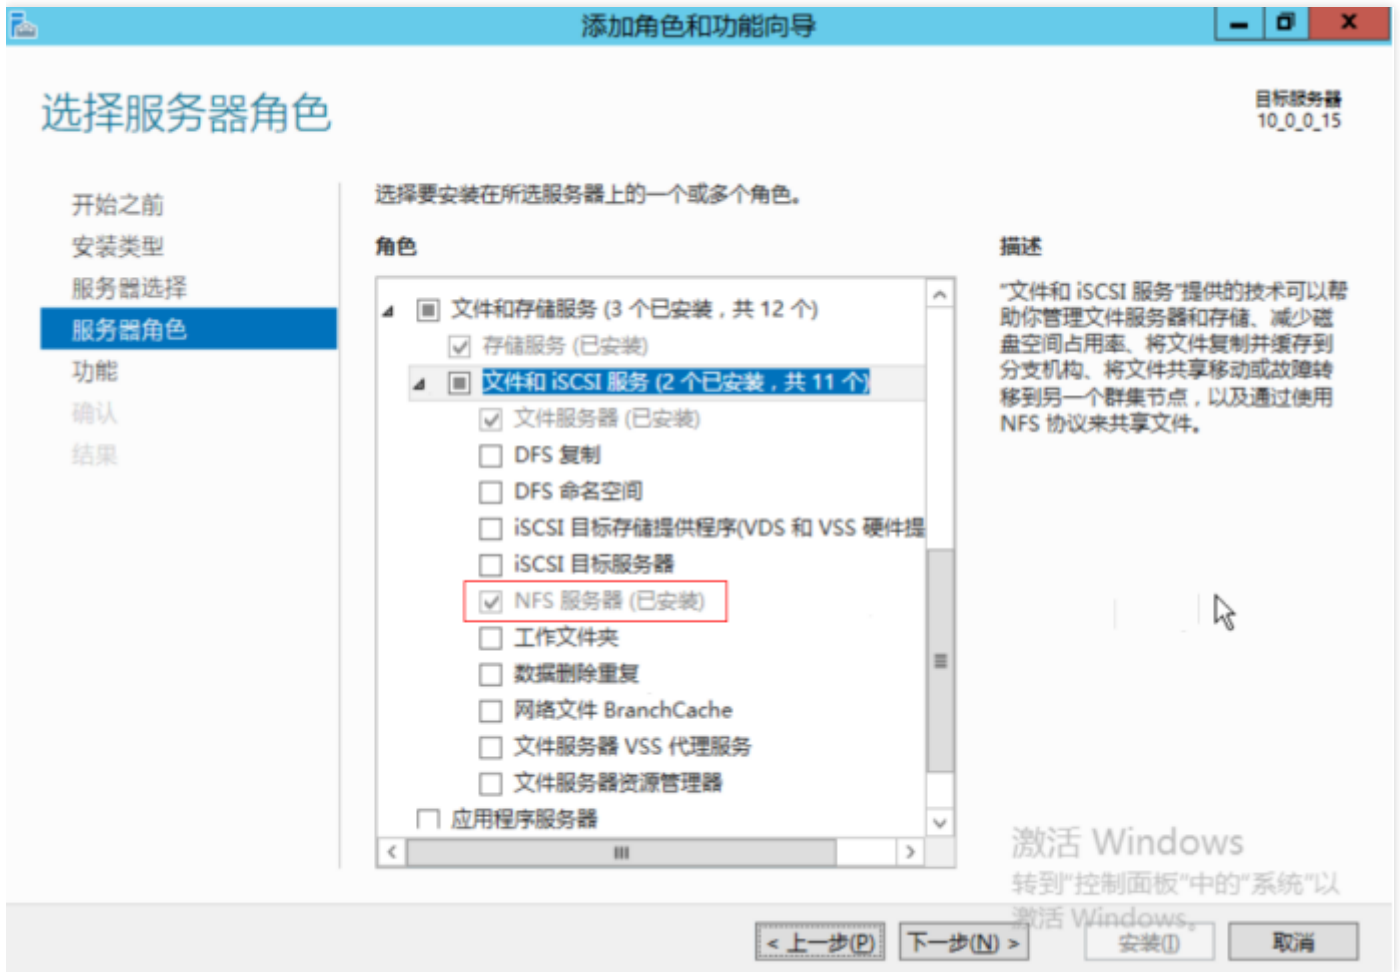 添加角色和功能向导
选择服务器角色
目标服务器
10_0_0_15
开始之前
安装类型
服务器选择
服务器角色
功能
确认
结果
选择要安装在所选服务器上的一个或多个角色。
角色
文件和存储服务 (3 个已安装，共 12 个)
存储服务 (已安装)
文件和 iSCSI 服务 (2 个已安装，共 11 个)
文件服务器 (已安装)
DFS 复制
DFS 命名空间
iSCSI 目标存储提供程序(VDS 和 VSS 硬件提
iSCSI 目标服务器
NFS 服务器 (已安装)
工作文件夹
数据删除重复
网络文件 BranchCache
文件服务器 VSS 代理服务
文件服务器资源管理器
应用程序服务器
描述
"文件和 iSCSI 服务"提供的技术可以帮
助你管理文件服务器和存储、减少磁
盘空间占用率、将文件复制并缓存到
分支机构、将文件共享移动或故障转
移到另一个群集节点，以及通过使用
NFS 协议来共享文件。
激活 Windows
转到"控制面板"中的"系统"以
激活 Windows。
< 上一步(P)
下一步(N) >
安装(I)
取消